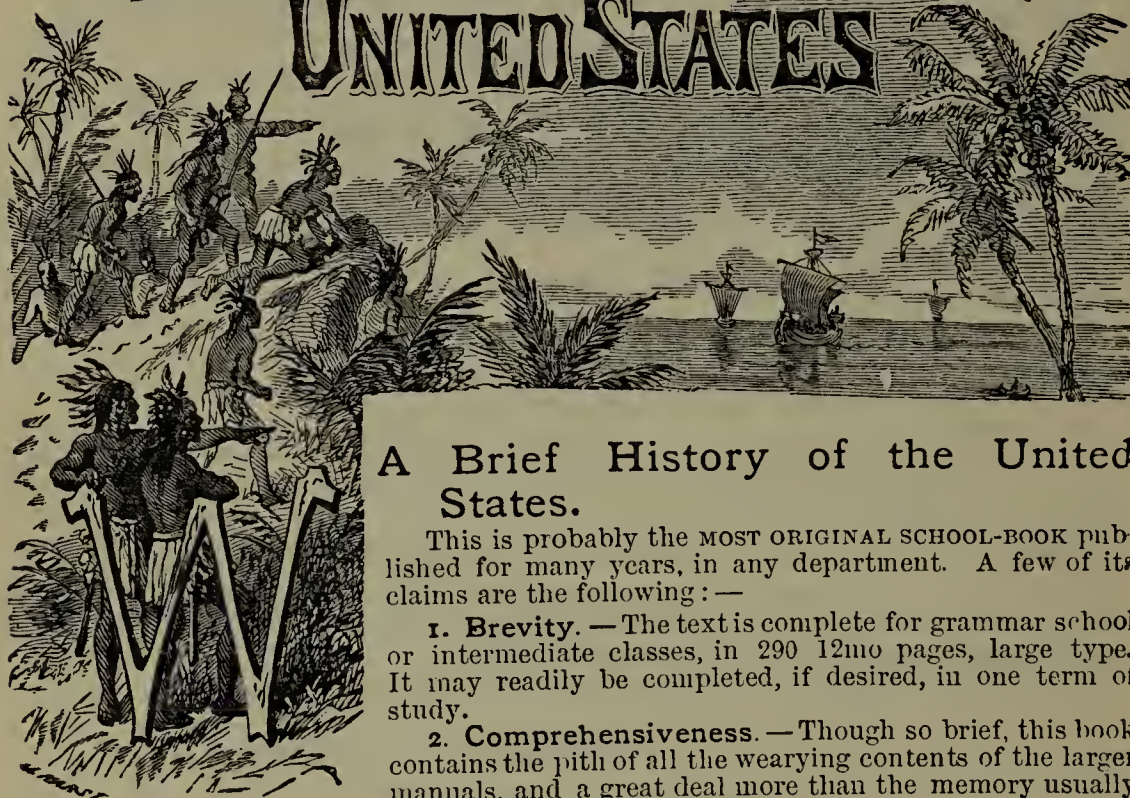 UNITED STATES
W
A Brief History of the United
States.
This is probably the MOST ORIGINAL SCHOOL-BOOK pub-
lished for many years, in any department. A few of its
claims are the following: —
1. Brevity. — The text is complete for grammar school
or intermediate classes, in 290 12mo pages, large type.
It may readily be completed, if desired, in one term of
study.
2. Comprehensiveness. — Though so brief, this book
contains the pith of all the wearying contents of the larger
manuals, and a great deal more than the memory usually